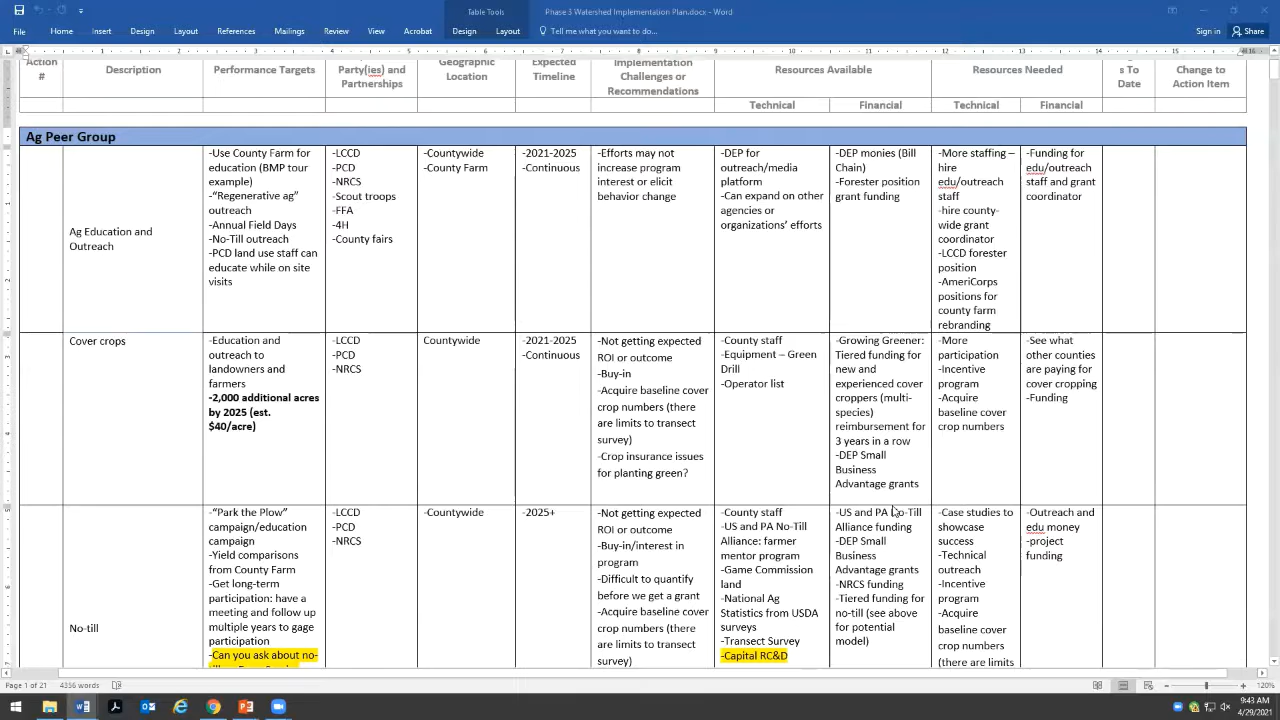 Table Tools
Phase 3 Watershed Implementation Plan.docx - Word
File Home Insert Design Layout References Mailings Review View Acrobat Design Layout Tell me what you want to do... Share
Action
#
Description
Performance Targets
Party(ies) and
Partnerships
Geographic
Location
Expected
Timeline
Implementation
Challenges or
Recommendations
Resources Available
Technical
Financial
Resources Needed
Technical
Financial
s To
Date
Change to
Action Item
Ag Peer Group
Ag Education and
Outreach
-Use County Farm for
education (BMP tour
example)
-“Regenerative ag”
outreach
-Annual Field Days
-No-Till outreach
-PCD land use staff can
educate while on site
visits
-LCCD
-PCD
-NRCS
-Scout troops
-FFA
-4H
-County fairs
-Countywide
-County Farm
-2021-2025
-Continuous
-Efforts may not
increase program
interest or elicit
behavior change
-DEP for
outreach/media
platform
-Can expand on other
agencies or
organizations’ efforts
-DEP monies (Bill
Chain)
-Forester position
grant funding
-More staffing –
hire
edu/outreach
staff
-hire county-
wide grant
coordinator
-LCCD forester
position
-AmeriCorps
positions for
county farm
rebranding
-Funding for
edu/outreach
staff and grant
coordinator
Cover crops
-Education and
outreach to
landowners and
farmers
-2,000 additional acres
by 2025 (est.
$40/acre)
-LCCD
-PCD
-NRCS
Countywide
-2021-2025
-Continuous
-Not getting expected
ROI or outcome
-Buy-in
-Acquire baseline cover
crop numbers (there
are limits to transect
survey)
-Crop insurance issues
for planting green?
-County staff
-Equipment – Green
Drill
-Operator list
-Growing Greener:
Tiered funding for
new and
experienced cover
croppers (multi-
species)
reimbursement for
3 years in a row
-DEP Small
Business
Advantage grants
-More
participation
-Incentive
program
-Acquire
baseline cover
crop numbers
-See what
other counties
are paying for
cover cropping
-Funding
No-till
-“Park the Plow”
campaign/education
campaign
-Yield comparisons
from County Farm
-Get long-term
participation: have a
meeting and follow up
multiple years to gage
participation
-Can you ask about no-
-LCCD
-PCD
-NRCS
-Countywide
-2025+
-Not getting expected
ROI or outcome
-Buy-in/interest in
program
-Difficult to quantify
before we get a grant
-Acquire baseline cover
crop numbers (there
are limits to transect
survey)
-County staff
-US and PA No-Till
Alliance: farmer
mentor program
-Game Commission
land
-National Ag
Statistics from USDA
surveys
-Transect Survey
-Capital RC&D
-US and PA No-Till
Alliance funding
-DEP Small
Business
Advantage grants
-NRCS funding
-Tiered funding for
no-till (see above
for potential
model)
-Case studies to
showcase
success
-Technical
outreach
-Incentive
program
-Acquire
baseline cover
crop numbers
(there are limits
-Outreach and
edu money
-project
funding
Page 1 of 21 4356 words
120%
9:43 AM
4/29/2021